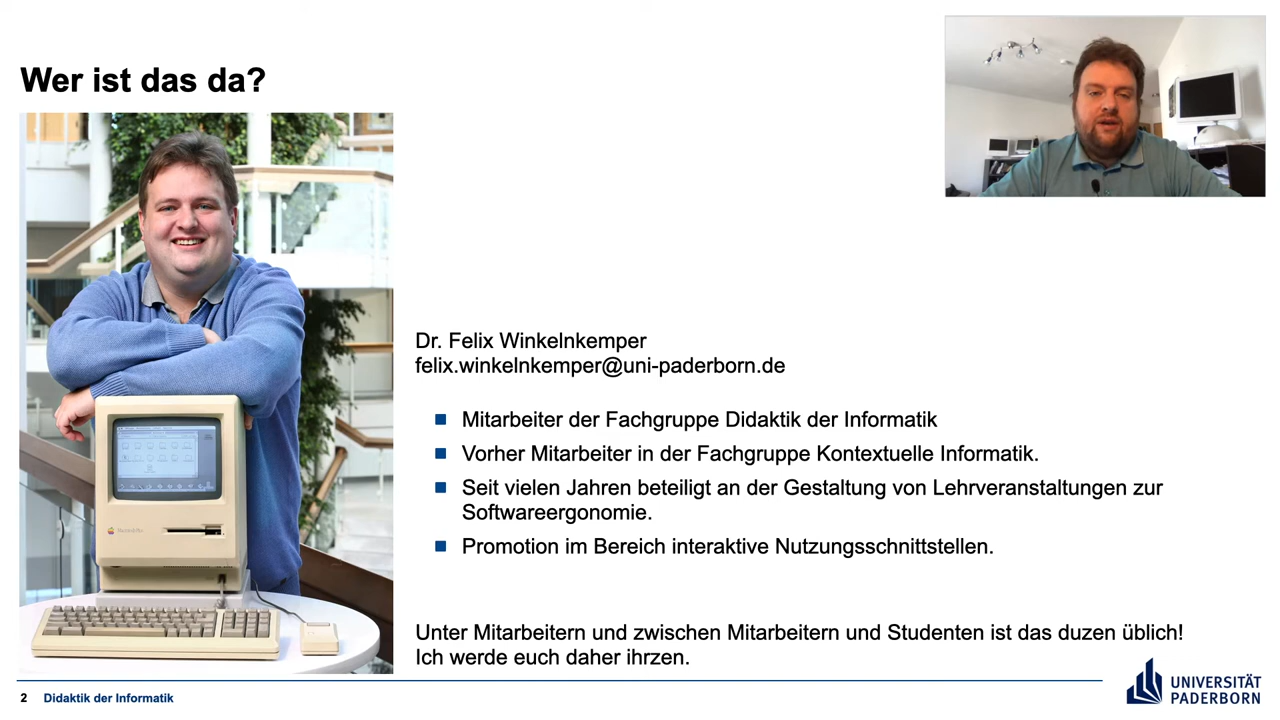 Wer ist das da?
Dr. Felix Winkelnkemper
felix.winkelnkemper@uni-paderborn.de
Mitarbeiter der Fachgruppe Didaktik der Informatik
Vorher Mitarbeiter in der Fachgruppe Kontextuelle Informatik.
Seit vielen Jahren beteiligt an der Gestaltung von Lehrveranstaltungen zur
Softwareergonomie.
Promotion im Bereich interaktive Nutzungsschnittstellen.
Unter Mitarbeitern und zwischen Mitarbeitern und Studenten ist das duzen üblich!
Ich werde euch daher ihrzen.
2 Didaktik der Informatik
UNIVERSITÄT
PADERBORN